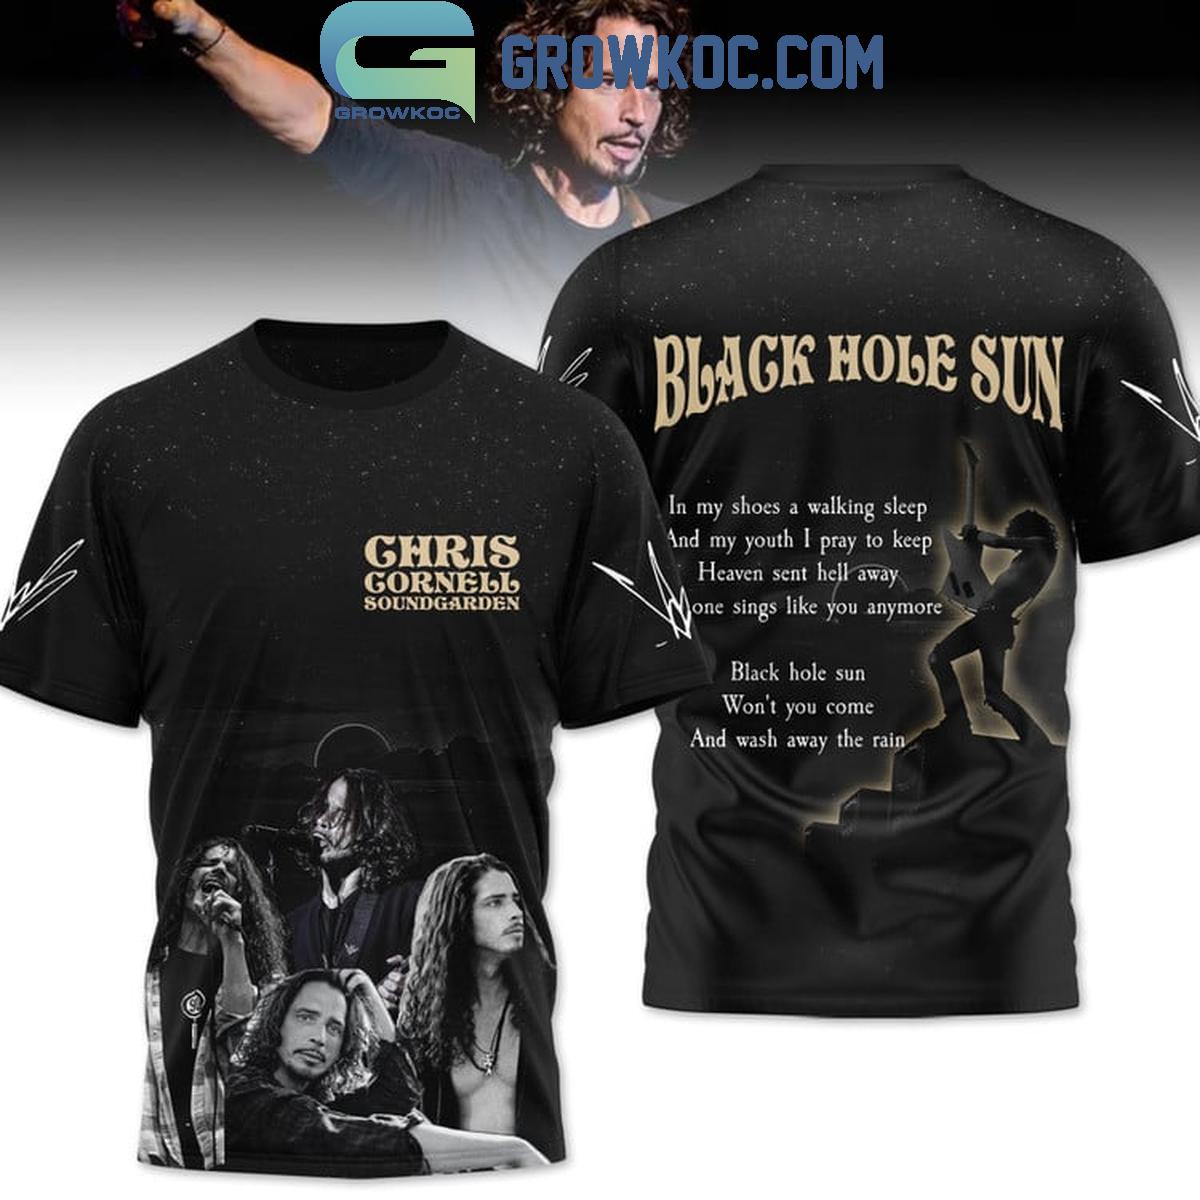 GROWKOC
GROWKOC.COM
CHRIS
CORNELL
SOUNDGARDEN
BLACK HOLE SUN
In my shoes a walking sleep
And my youth I pray to keep
Heaven sent hell away
one sings like you anymore
Black hole sun
Won't you come
And wash away the rain